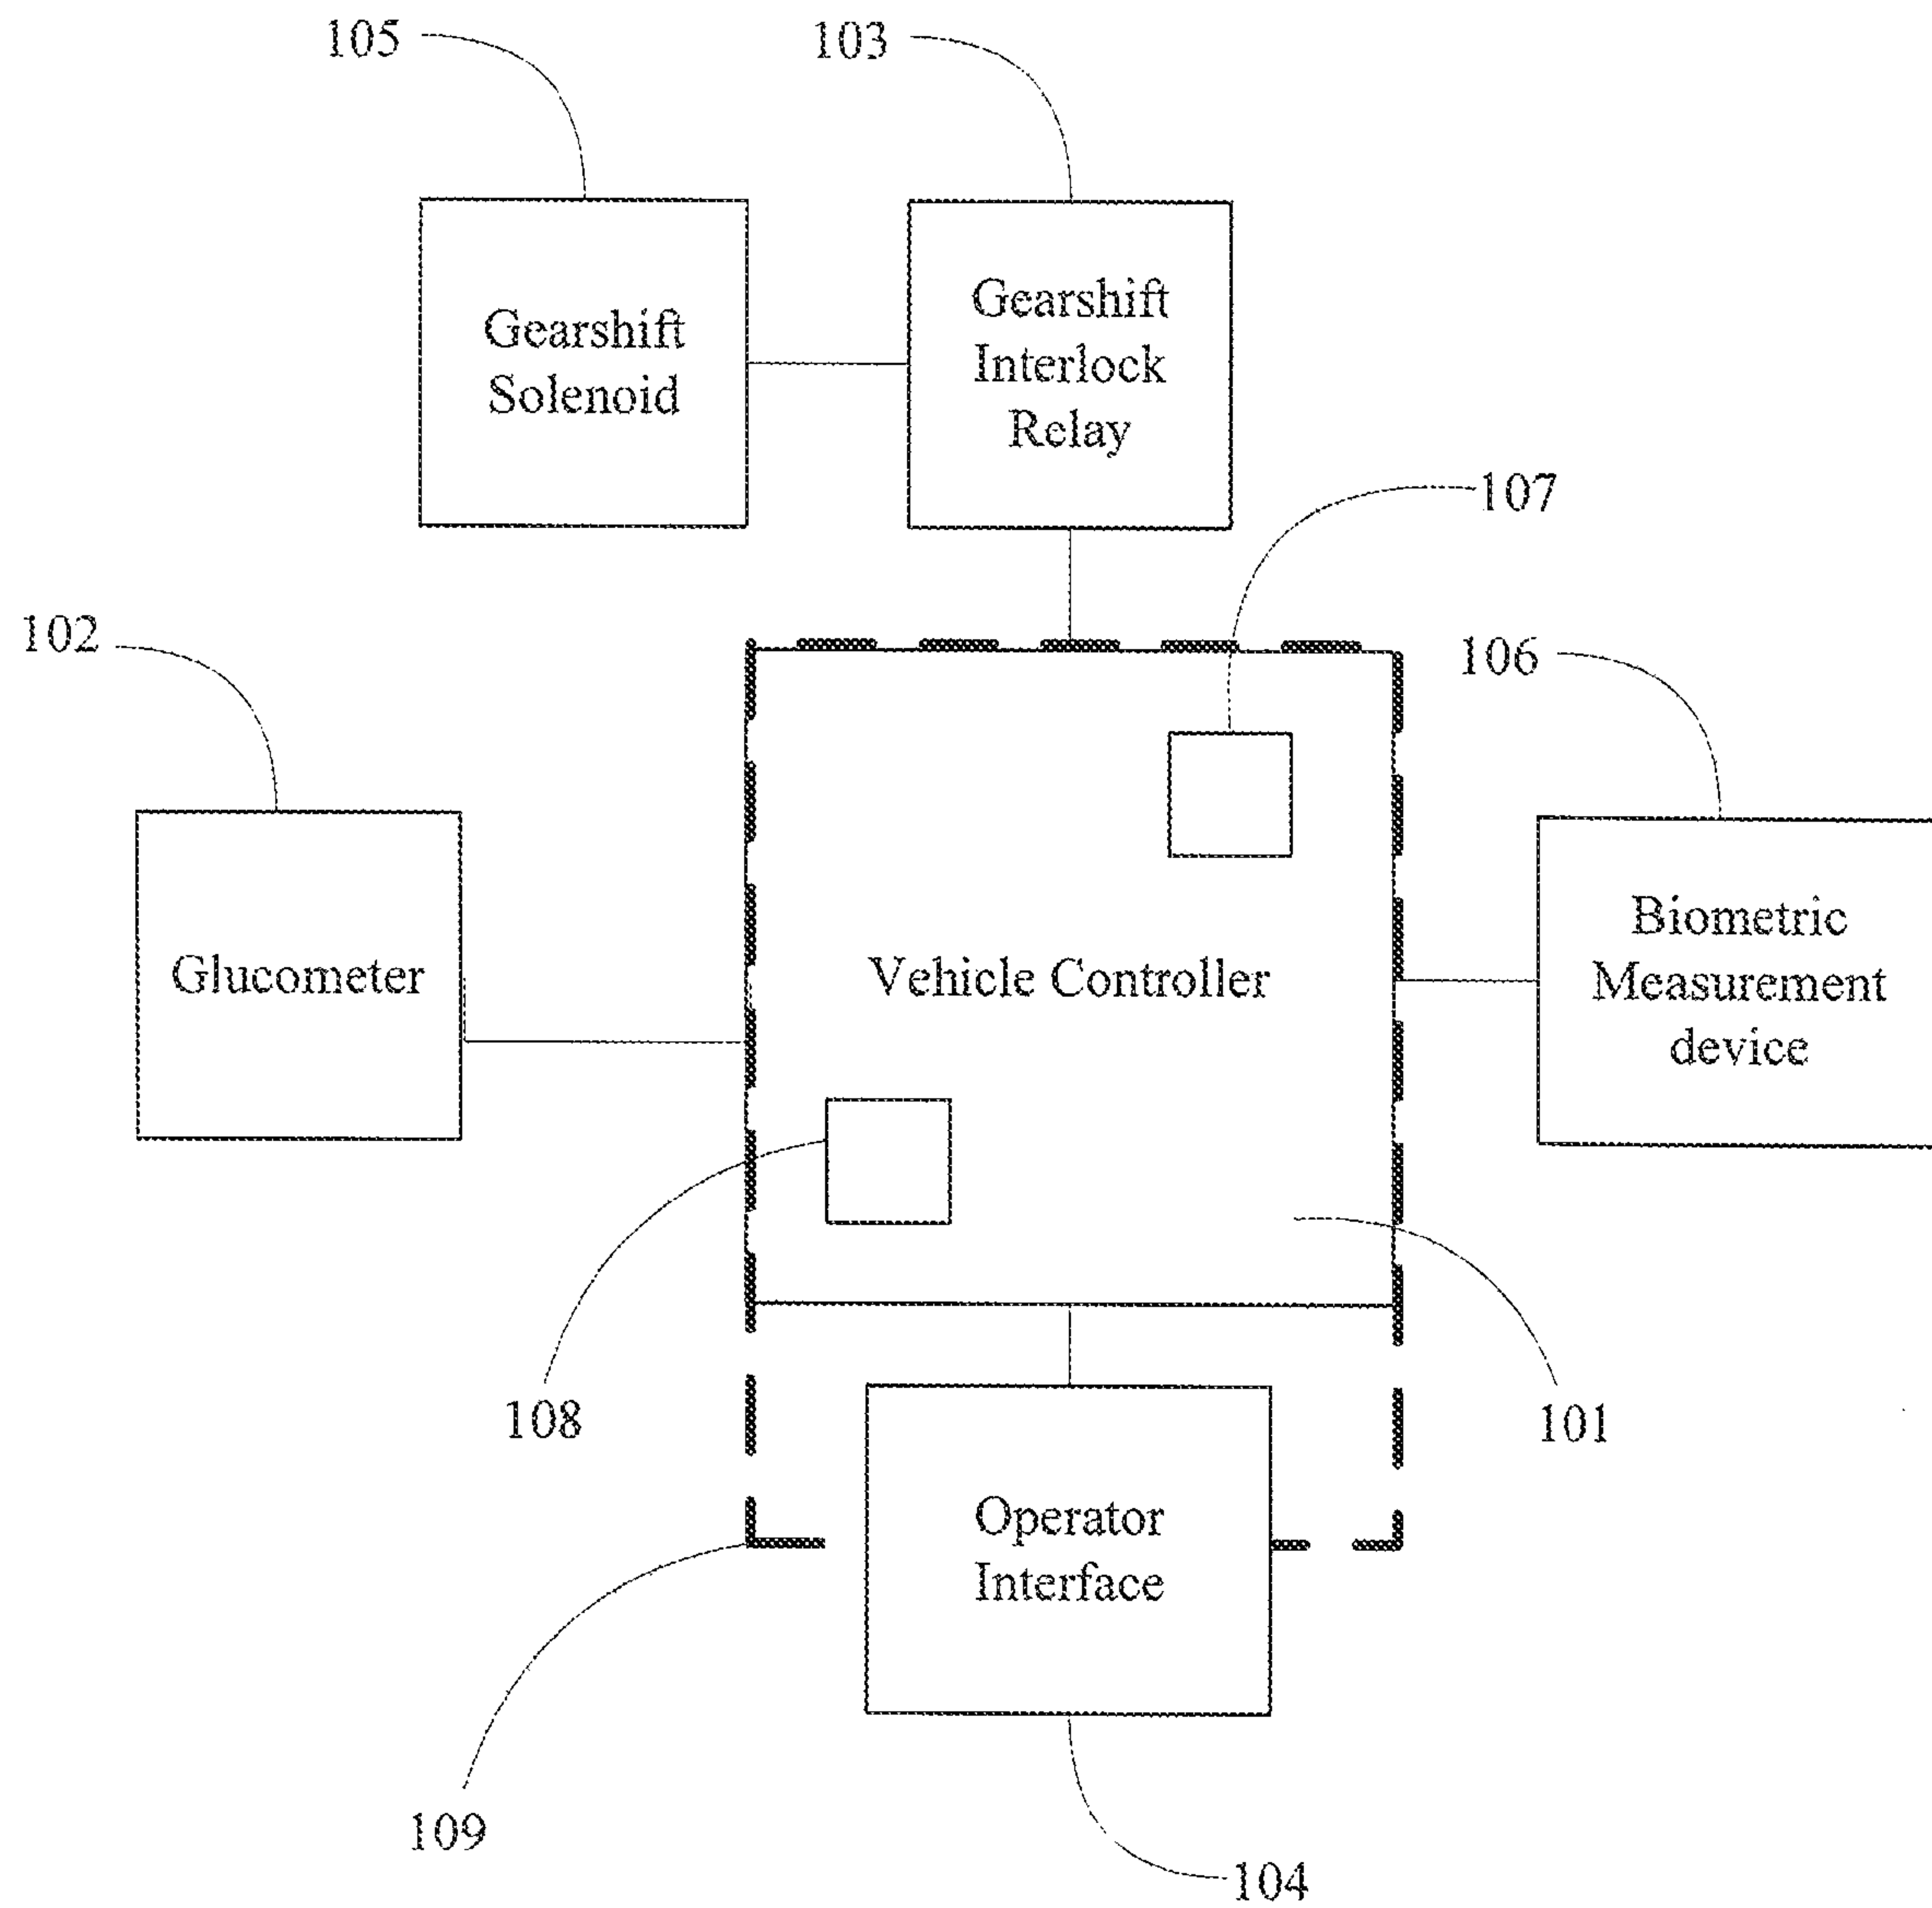 105
103
Gearshift
Solenoid
Gearshift
Interlock
Relay
107
102
106
Glucometer
Vehicle Controller
Biometric
Measurement
device
108
101
Operator
Interface
109
104